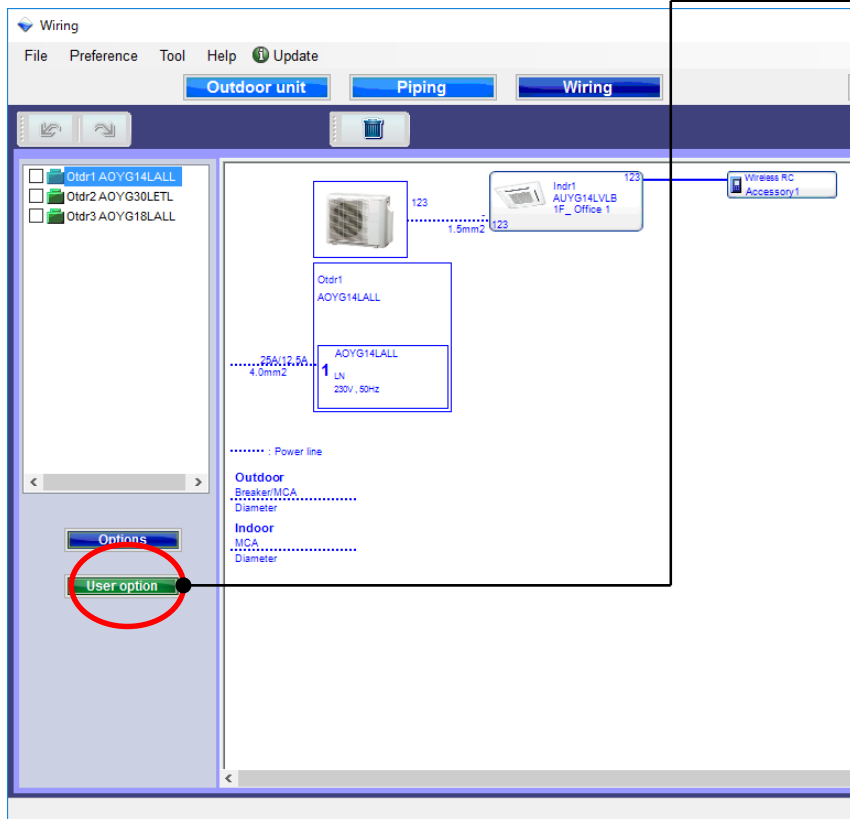 Wiring
File Preference Tool Help Update
Outdoor unit Piping Wiring
Otdr1 AOYG14LALL
Otdr2 AOYG30LETL
Otdr3 AOYG18LALL
123
1.5mm2
-
123
123
Indr1
AUYG14LVLB
1F_ Office 1
Wireless RC
Accessory1
Otdr1
AOYG14LALL
25A/12.5A
4.0mm2
AOYG14LALL
1
LN
230V , 50Hz
: Power line
Outdoor
Breaker/MCA
Diameter
Indoor
MCA
Diameter
Options
User option